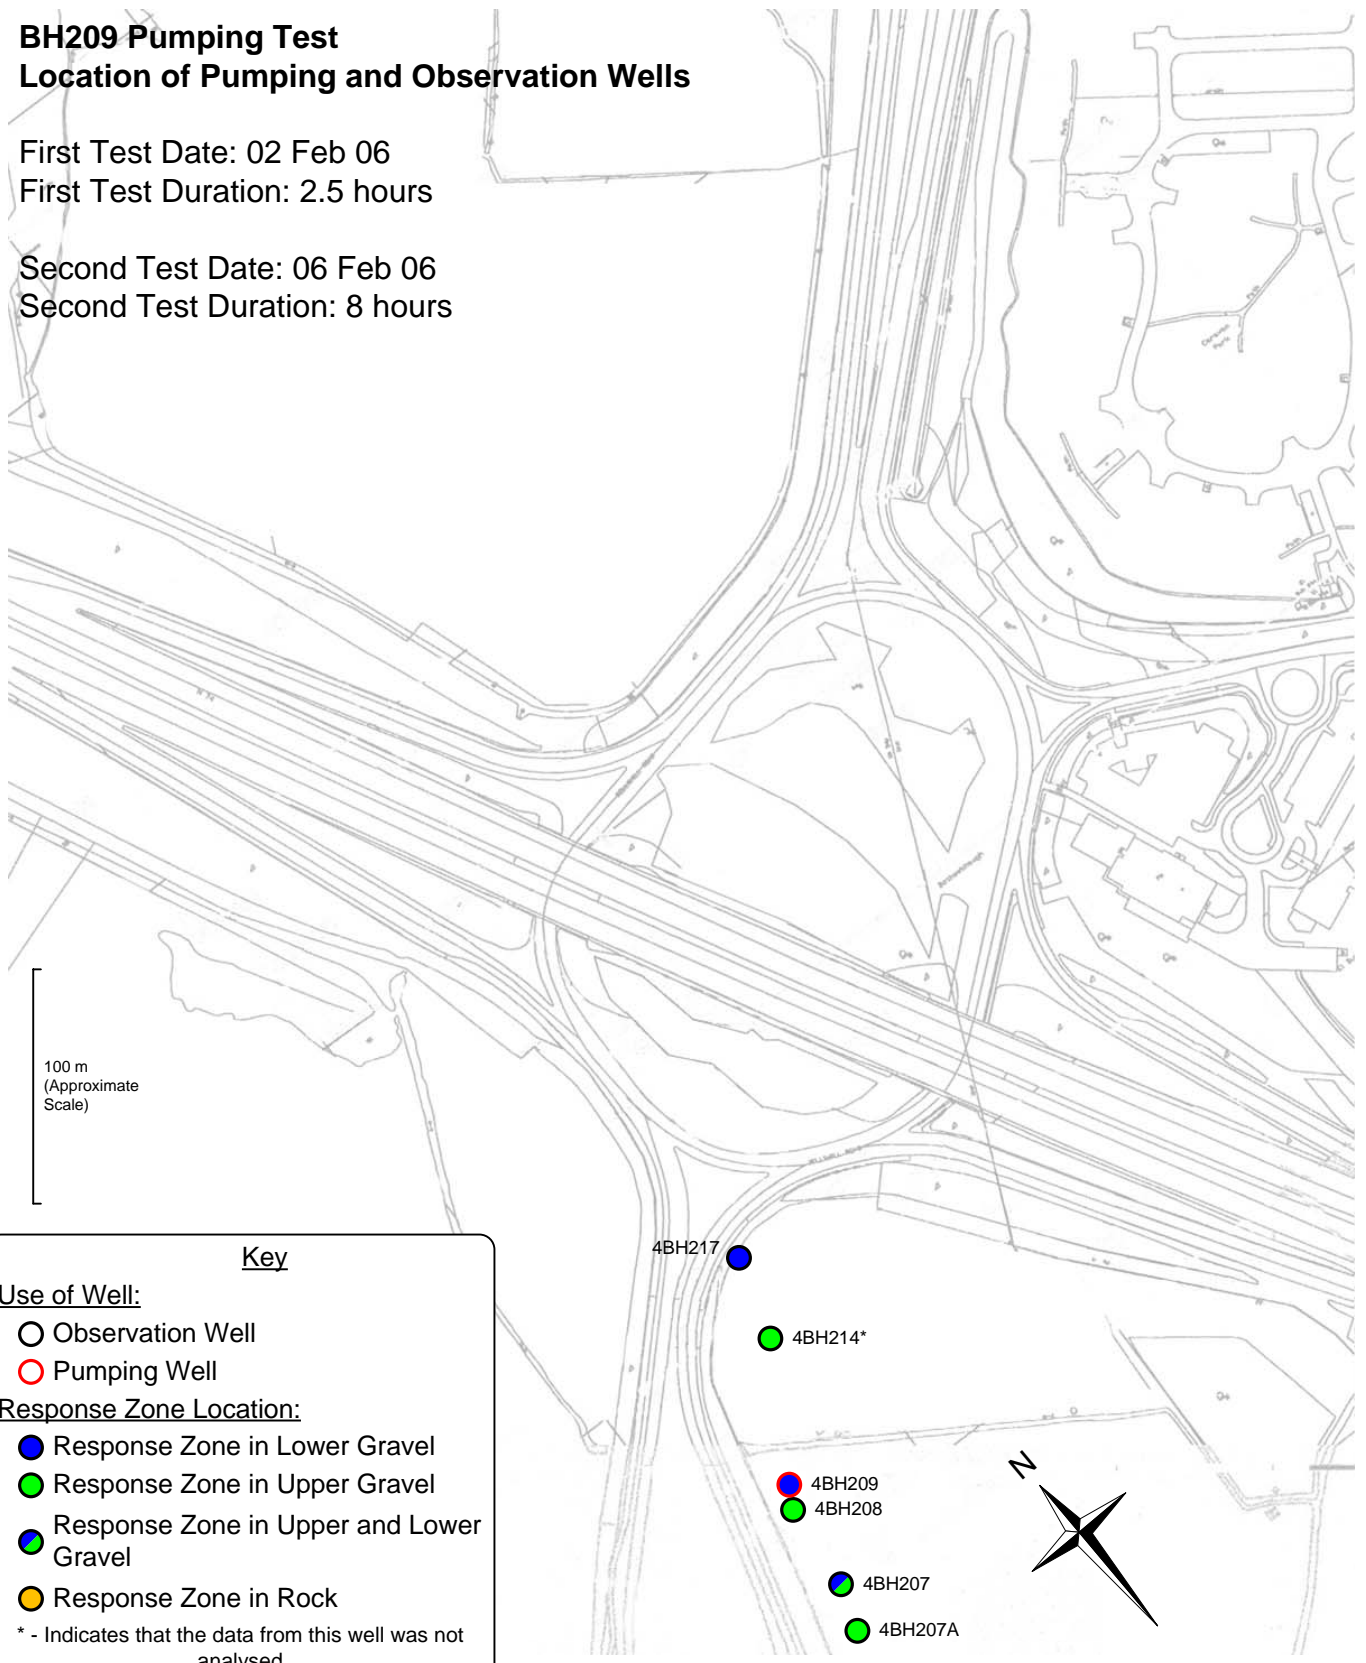 BH209 Pumping Test
Location of Pumping and Observation Wells
First Test Date: 02 Feb 06
First Test Duration: 2.5 hours
Second Test Date: 06 Feb 06
Second Test Duration: 8 hours
100 m
(Approximate
Scale)
4BH217
4BH214*
4BH209
4BH208
4BH207
4BH207A
N
Key
Use of Well:
Observation Well
Pumping Well
Response Zone Location:
Response Zone in Lower Gravel
Response Zone in Upper Gravel
Response Zone in Upper and Lower
Gravel
Response Zone in Rock
* - Indicates that the data from this well was not
analysed